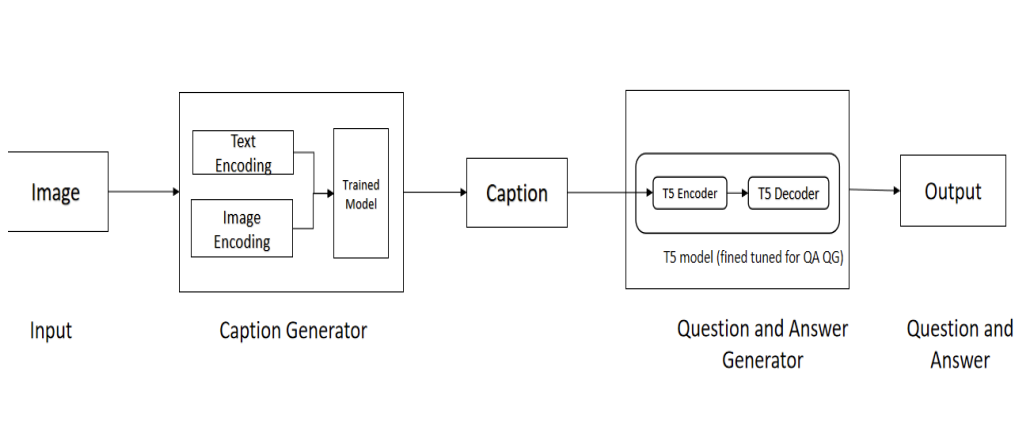 Image
Text
Encoding
Image
Encoding
Trained
Model
Caption
T5 Encoder
T5 Decoder
T5 model (fined tuned for QA QG)
Output
Input
Caption Generator
Question and Answer
Generator
Question and
Answer